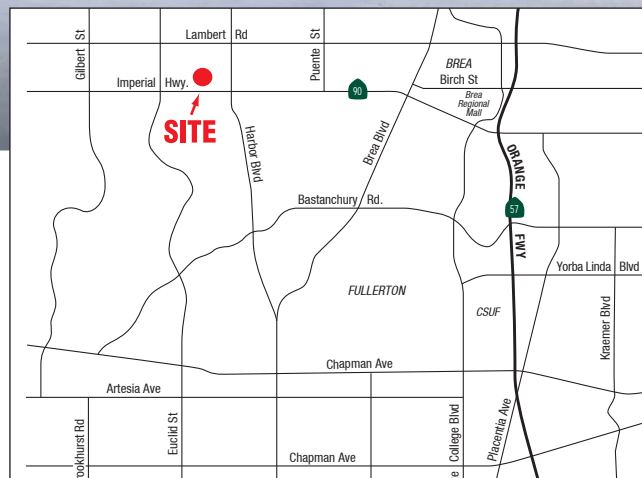 Gilbert St
Lambert Rd
Puente St
BREA
Birch St
Imperial Hwy.
90
Brea
Regional
Mall
SITE
Harbor Blvd
Brea Blvd
ORANGE
FWY
57
Bastanchury Rd.
Yorba Linda Blvd
FULLERTON
CSUF
Kraemer Blvd
Chapman Ave
Artesia Ave
Euclid St
College Blvd
Placentia Ave
Chapman Ave
ookhurst Rd
e